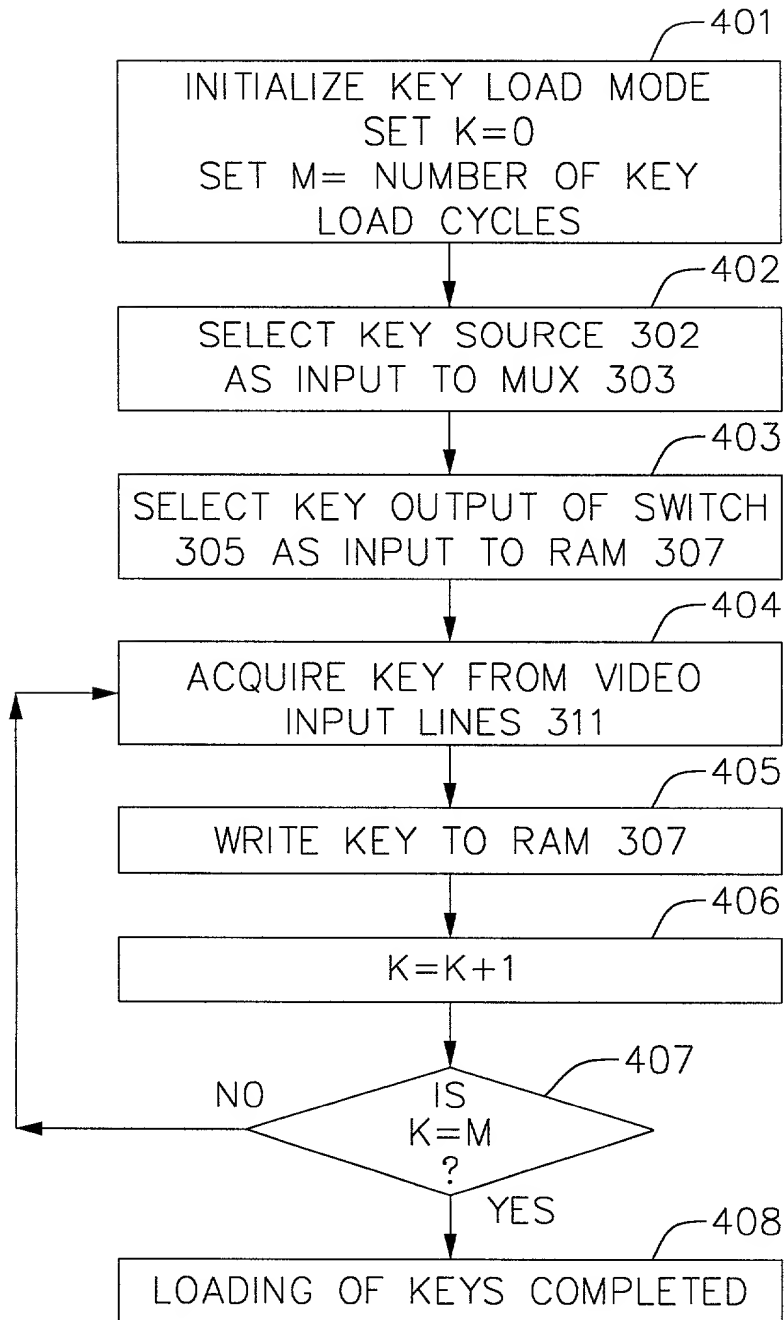 401
INITIALIZE KEY LOAD MODE
SET K=0
SET M= NUMBER OF KEY
LOAD CYCLES
402
SELECT KEY SOURCE 302
AS INPUT TO MUX 303
403
SELECT KEY OUTPUT OF SWITCH
305 AS INPUT TO RAM 307
404
ACQUIRE KEY FROM VIDEO
INPUT LINES 311
405
WRITE KEY TO RAM 307
406
K=K+1
407
NO
IS
K=M
?
YES
408
LOADING OF KEYS COMPLETED